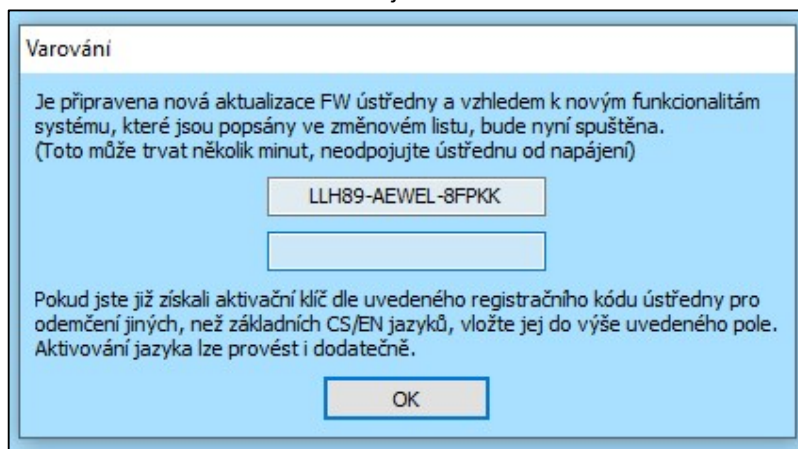 Varování
Je připravena nová aktualizace FW ústředny a vzhledem k novým funkcionalitám
systému, které jsou popsány ve změnovém listu, bude nyní spuštěna.
(Toto může trvat několik minut, neodpojujte ústřednu od napájení)
LLH89-AEWEL-8FPKK
Pokud jste již získali aktivační klíč dle uvedeného registračního kódu ústředny pro
odemčení jiných, než základních CS/EN jazyků, vložte jej do výše uvedeného pole.
Aktivování jazyka lze provést i dodatečně.
OK